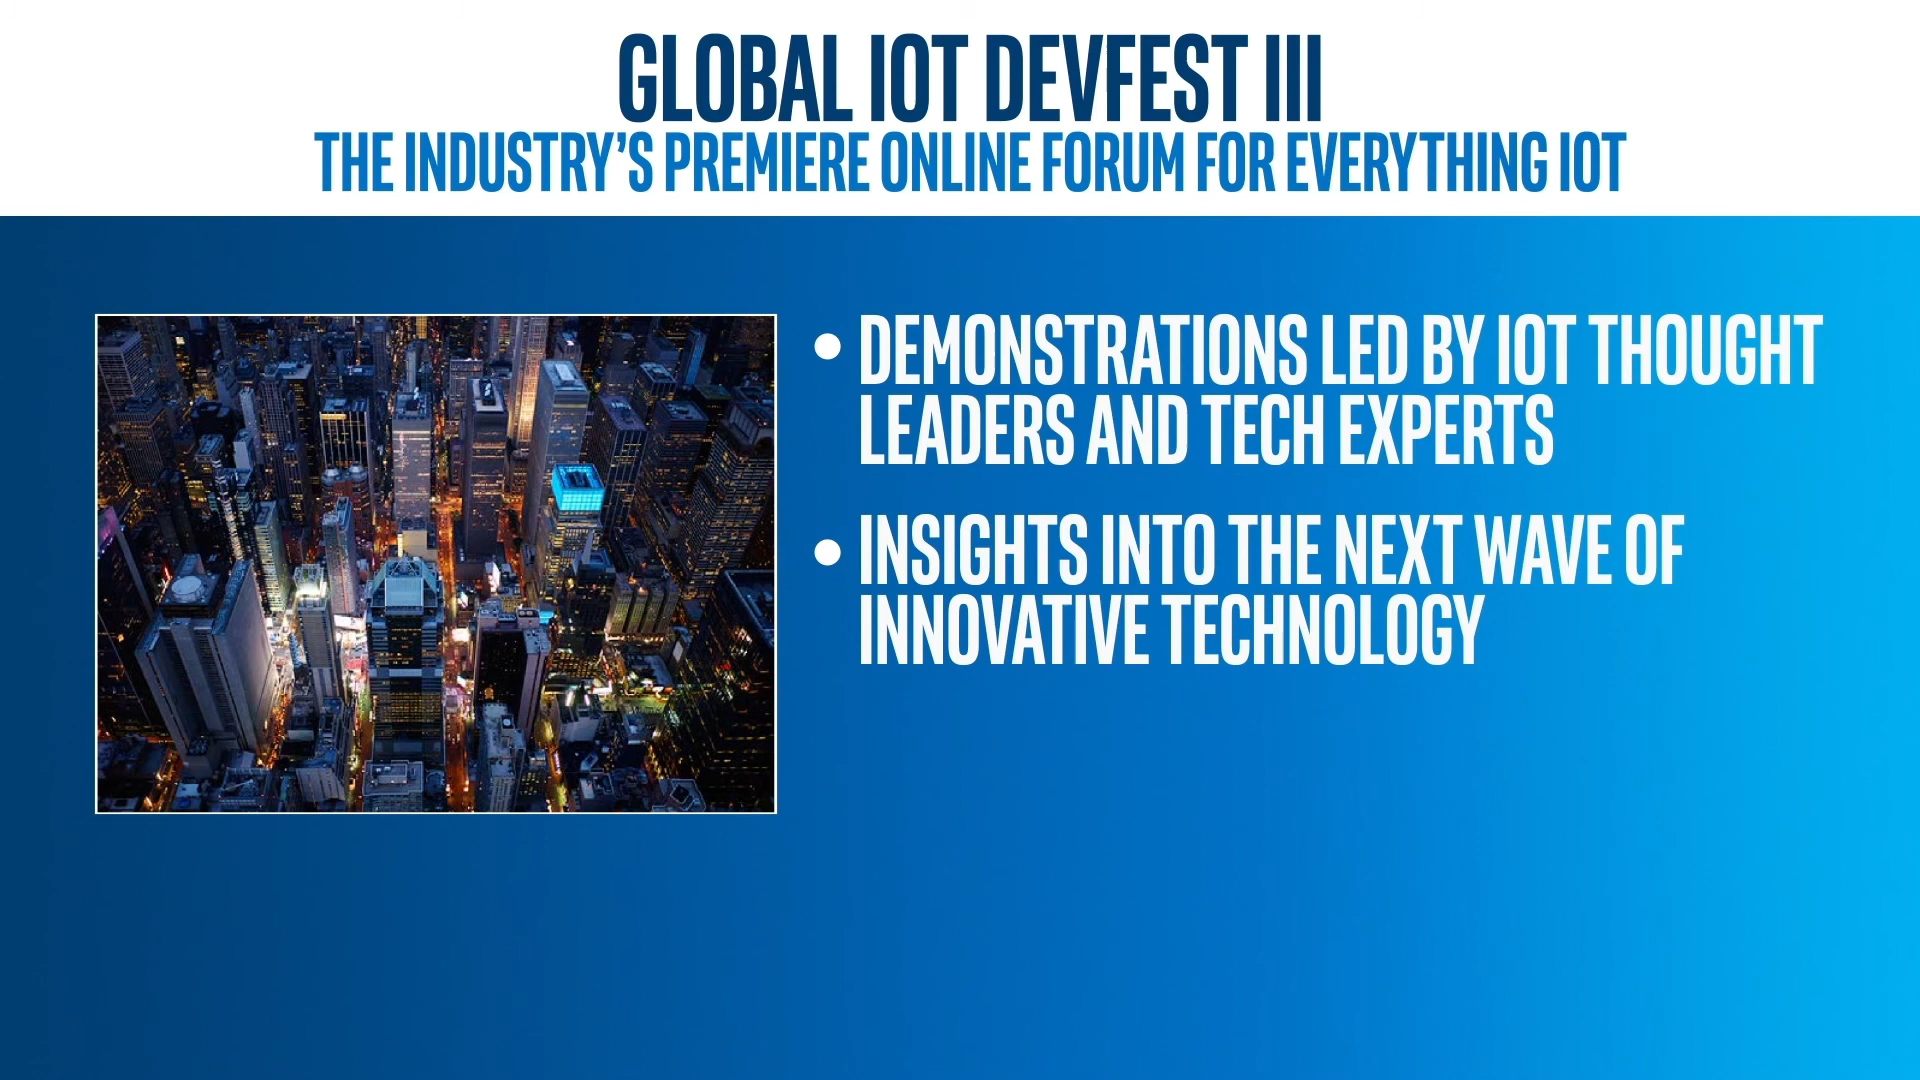 GLOBAL IOT DEVFEST III
THE INDUSTRY’S PREMIERE ONLINE FORUM FOR EVERYTHING IOT
• DEMONSTRATIONS LED BY IOT THOUGHT
LEADERS AND TECH EXPERTS
• INSIGHTS INTO THE NEXT WAVE OF
INNOVATIVE TECHNOLOGY